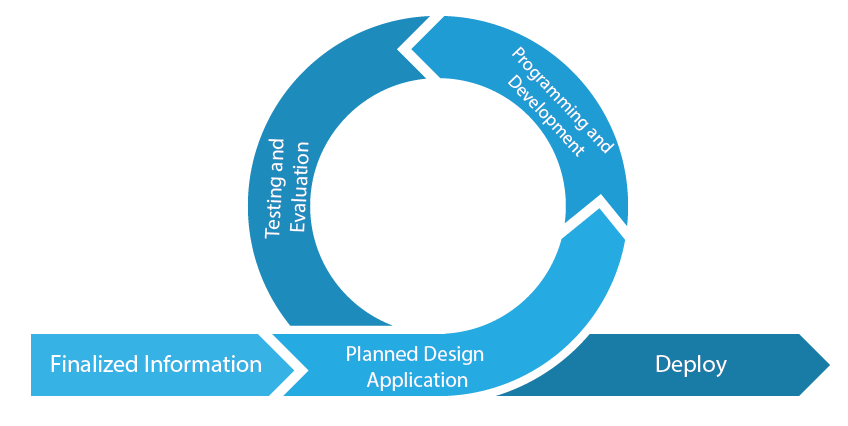 Finalized Information
Planned Design
Application
Programming and
Development
Testing and
Evaluation
Deploy